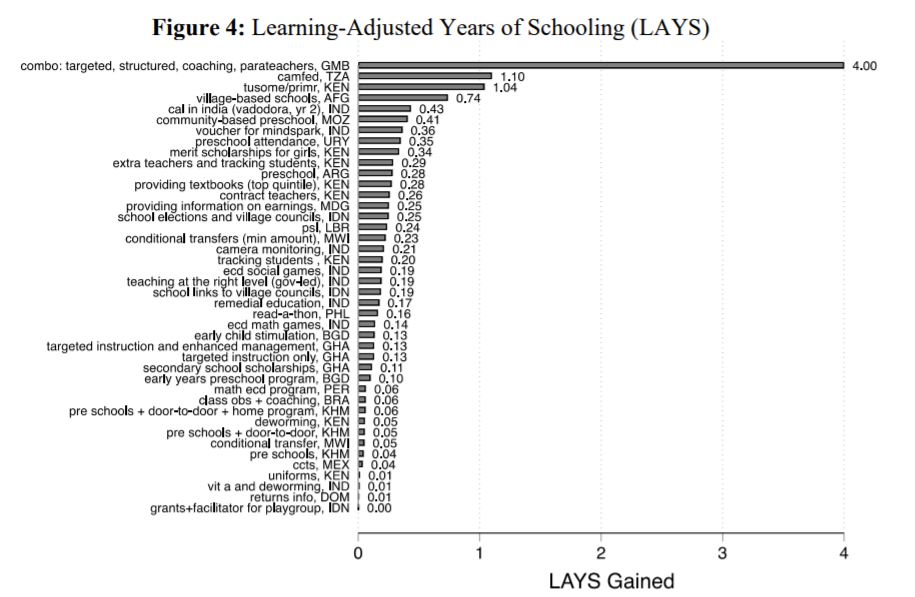 Figure 4: Learning-Adjusted Years of Schooling (LAYS)
combo: targeted, structured, coaching, parateachers, GMB 4.00
camfed, TZA 1.10
tusome/primr, KEN 1.04
village-based schools, AFG 0.74
cal in india (vadodora, yr 2), IND 0.43
community-based preschool, MOZ 0.41
voucher for mindspark, IND 0.36
preschool attendance, URY 0.35
merit scholarships for girls, KEN 0.34
extra teachers and tracking students, KEN 0.29
preschool, ARG 0.28
providing textbooks (top quintile), KEN 0.28
contract teachers, KEN 0.26
providing information on earnings, MDG 0.25
school elections and village councils, IDN 0.25
psl, LBR 0.24
conditional transfers (min amount), MWI 0.23
camera monitoring, IND 0.21
tracking students , KEN 0.20
ecd social games, IND 0.19
teaching at the right level (gov-led), IND 0.19
school links to village councils, IDN 0.19
remedial education, IND 0.17
read-a-thon, PHL 0.16
ecd math games, IND 0.14
early child stimulation, BGD 0.13
targeted instruction and enhanced management, GHA 0.13
targeted instruction only, GHA 0.13
secondary school scholarships, GHA 0.11
early years preschool program, BGD 0.10
math ecd program, PER 0.06
class obs + coaching, BRA 0.06
pre schools + door-to-door + home program, KHM 0.06
deworming, KEN 0.05
pre schools + door-to-door, KHM 0.05
conditional transfer, MWI 0.05
pre schools, KHM 0.04
ccts, MEX 0.04
uniforms, KEN 0.01
vit a and deworming, IND 0.01
returns info, DOM 0.01
grants+facilitator for playgroup, IDN 0.00
0 1 2 3 4
LAYS Gained